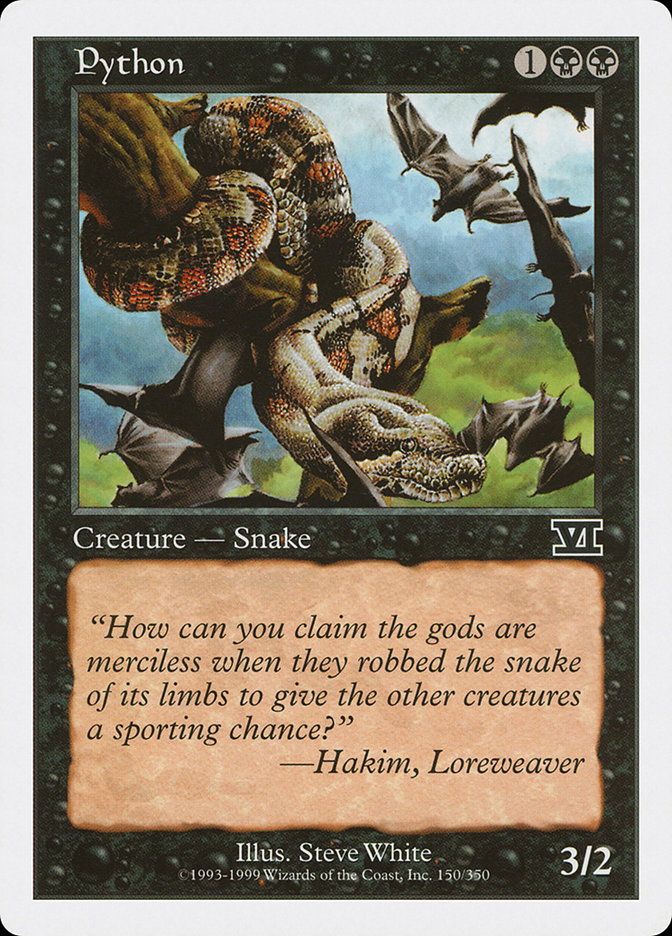 Python 1
Creature — Snake VI
“How can you claim the gods are
merciless when they robbed the snake
of its limbs to give the other creatures
a sporting chance?”
—Hakim, Loreweaver
Illus. Steve White
©1993-1999 Wizards of the Coast, Inc. 150/350
3/2